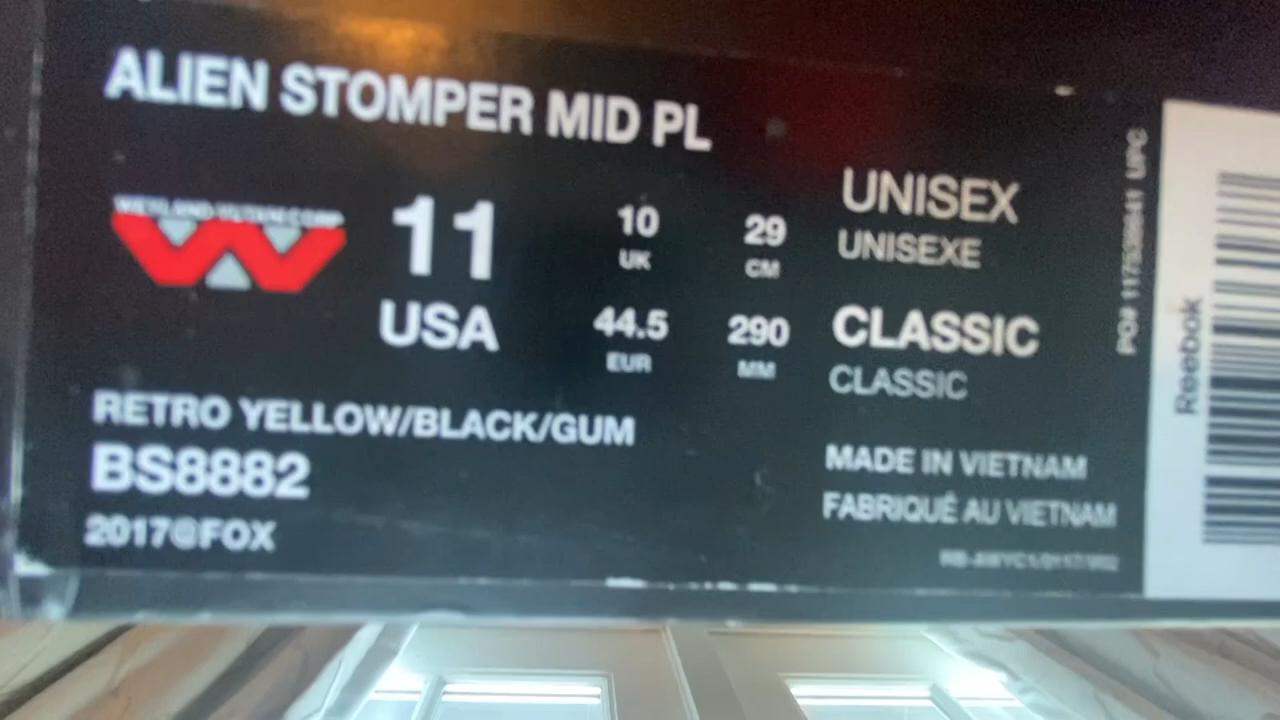 ALIEN STOMPER MID PL
WEYLAND-YUTANI CORP
11
USA
10
UK
29
CM
44.5
EUR
290
MM
UNISEX
UNISEXE
CLASSIC
CLASSIC
RETRO YELLOW/BLACK/GUM
BS8882
2017@FOX
MADE IN VIETNAM
FABRIQUÉ AU VIETNAM
UPC
Reebok